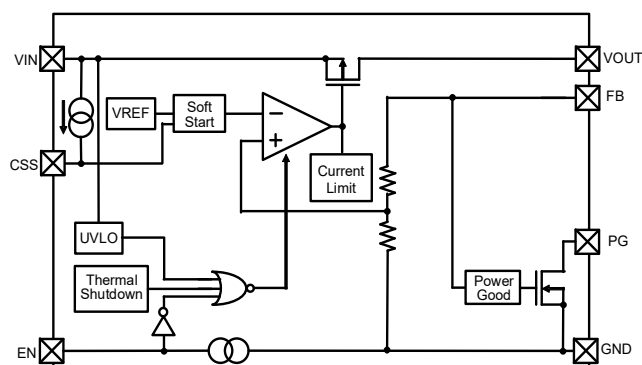 VIN
VOUT
FB
VREF
Soft
Start
−
+
CSS
Current
Limit
UVLO
PG
Thermal
Shutdown
Power
Good
EN
GND